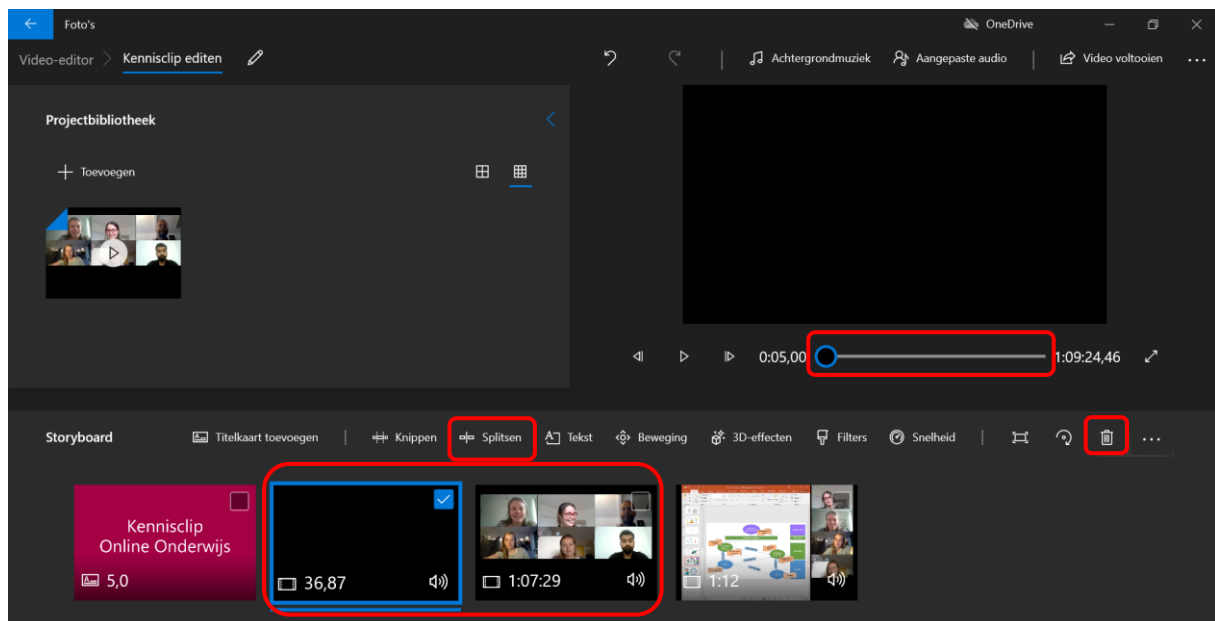 Foto's
OneDrive
Video-editor > Kennisclip editen
Achtergrondmuziek
Aangepaste audio
Video voltooien
Projectbibliotheek
Toevoegen
0:05,00
1:09:24,46
Storyboard
Titelkaart toevoegen
Knippen
Splitsen
Tekst
Beweging
3D-effecten
Filters
Snelheid
Kennisclip
Online Onderwijs
5,0
36,87
1:07:29
1:12